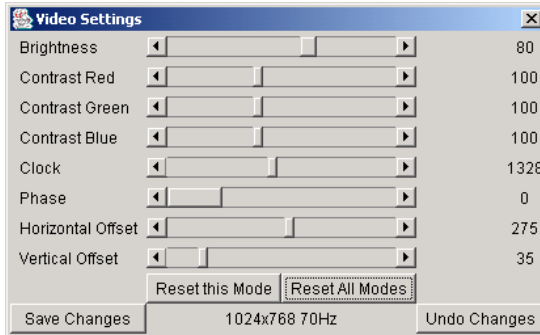 Video Settings
Brightness 80
Contrast Red 100
Contrast Green 100
Contrast Blue 100
Clock 1328
Phase 0
Horizontal Offset 275
Vertical Offset 35
Reset this Mode Reset All Modes
Save Changes 1024x768 70Hz Undo Changes